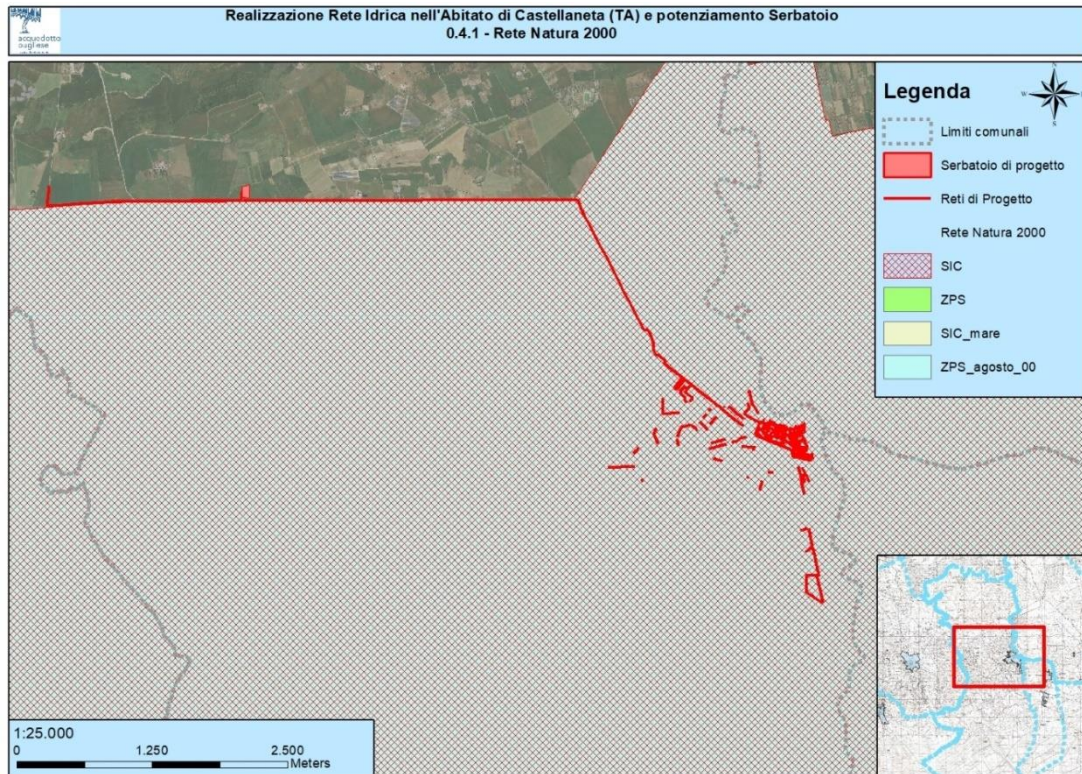 Realizzazione Rete Idrica nell'Abitato di Castellaneta (TA) e potenziamento Serbatoio
0.4.1 - Rete Natura 2000
acquedotto
pugliese
Legenda
N
W
E
S
Limiti comunali
Serbatoio di progetto
Reti di Progetto
Rete Natura 2000
SIC
ZPS
SIC_mare
ZPS_agosto_00
1:25.000
0 1.250 2.500
Meters